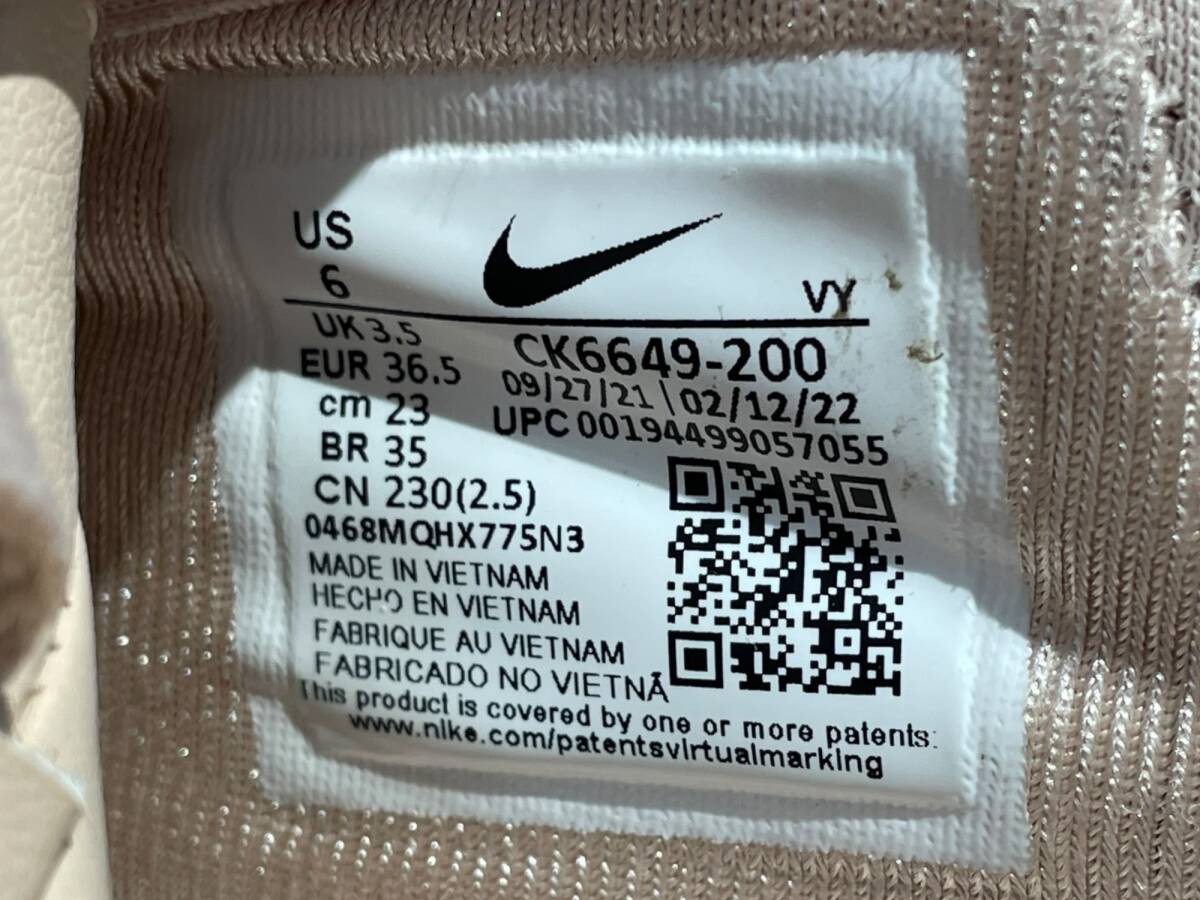 US
6
VY
UK 3.5
EUR 36.5
cm 23
BR 35
CN 230(2.5)
CK6649-200
09/27/21 \ 02/12/22
UPC 00194499057055
0468MQHX775N3
MADE IN VIETNAM
HECHO EN VIETNAM
FABRIQUE AU VIETNAM
FABRICADO NO VIETNÃ
This product is covered by one or more patents:
www.nike.com/patentsvirtualmarking